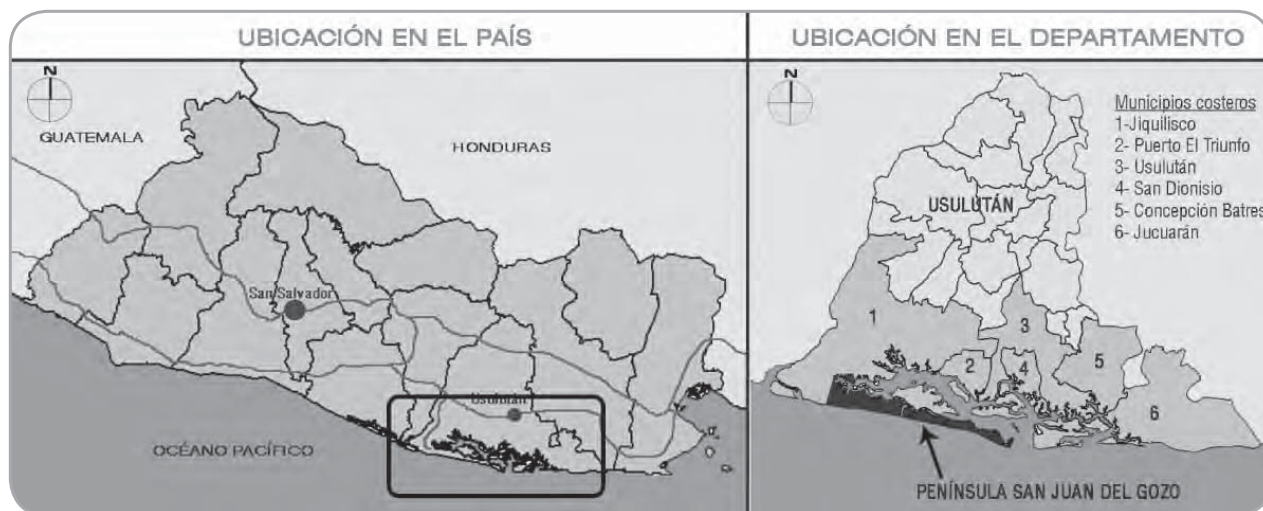 UBICACIÓN EN EL PAÍS
N
GUATEMALA
HONDURAS
San Salvador
Usulután
OCÉANO PACÍFICO
UBICACIÓN EN EL DEPARTAMENTO
N
Municipios costeros
1-Jiquilisco
2- Puerto El Triunfo
3- Usulután
4- San Dionisio
5- Concepción Batres
6- Jucuarán
USULUTÁN
1
3
2
4
5
6
PENÍNSULA SAN JUAN DEL GOZO